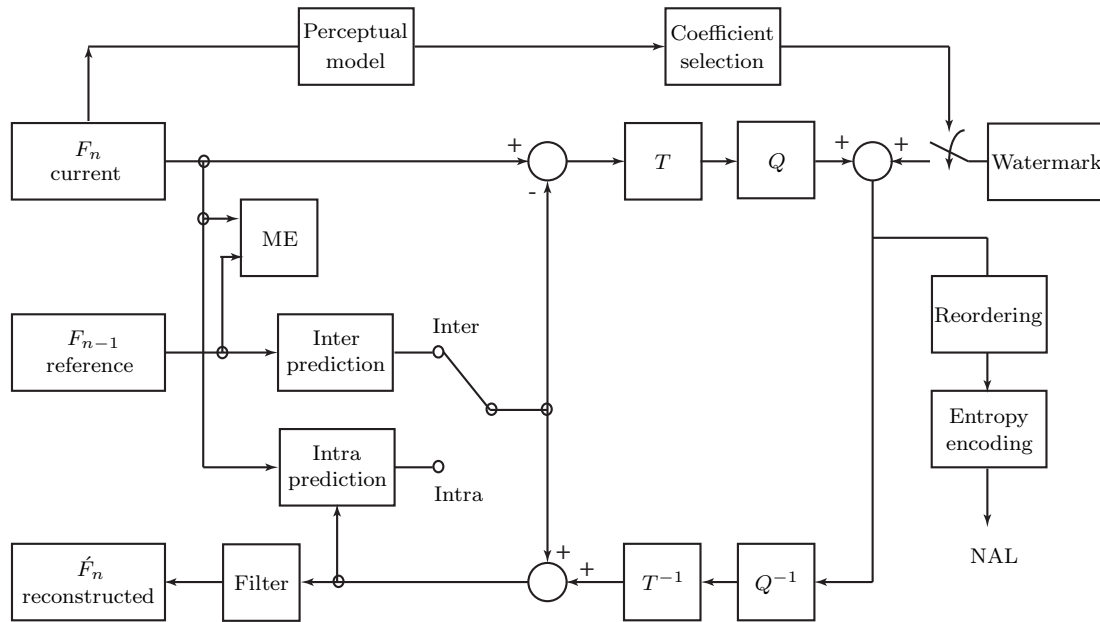 Perceptual
model
Coefficient
selection
F_n
current
+
-
T
Q
+
+
Watermark
ME
F_{n−1}
reference
Inter
prediction
Inter
Reordering
Intra
prediction
Intra
Entropy
encoding
F́_n
reconstructed
Filter
+
+
T^{−1}
Q^{−1}
NAL